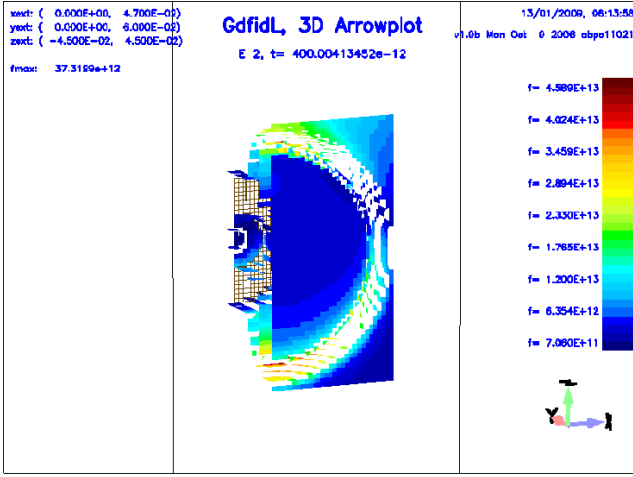 xext: ( 0.000E+00, 4.700E-02)
yext: ( 0.000E+00, 6.000E-02)
zext: ( -4.500E-02, 4.500E-02)
fmax: 37.3199e+12
GdfidL, 3D Arrowplot
E 2, t= 400.00413452e-12
13/01/2009, 06:13:58
v1.9b Mon Oct 9 2006 abpo11021
f= 4.589E+13
f= 4.024E+13
f= 3.459E+13
f= 2.894E+13
f= 2.330E+13
f= 1.765E+13
f= 1.200E+13
f= 6.354E+12
f= 7.060E+11
Y
X